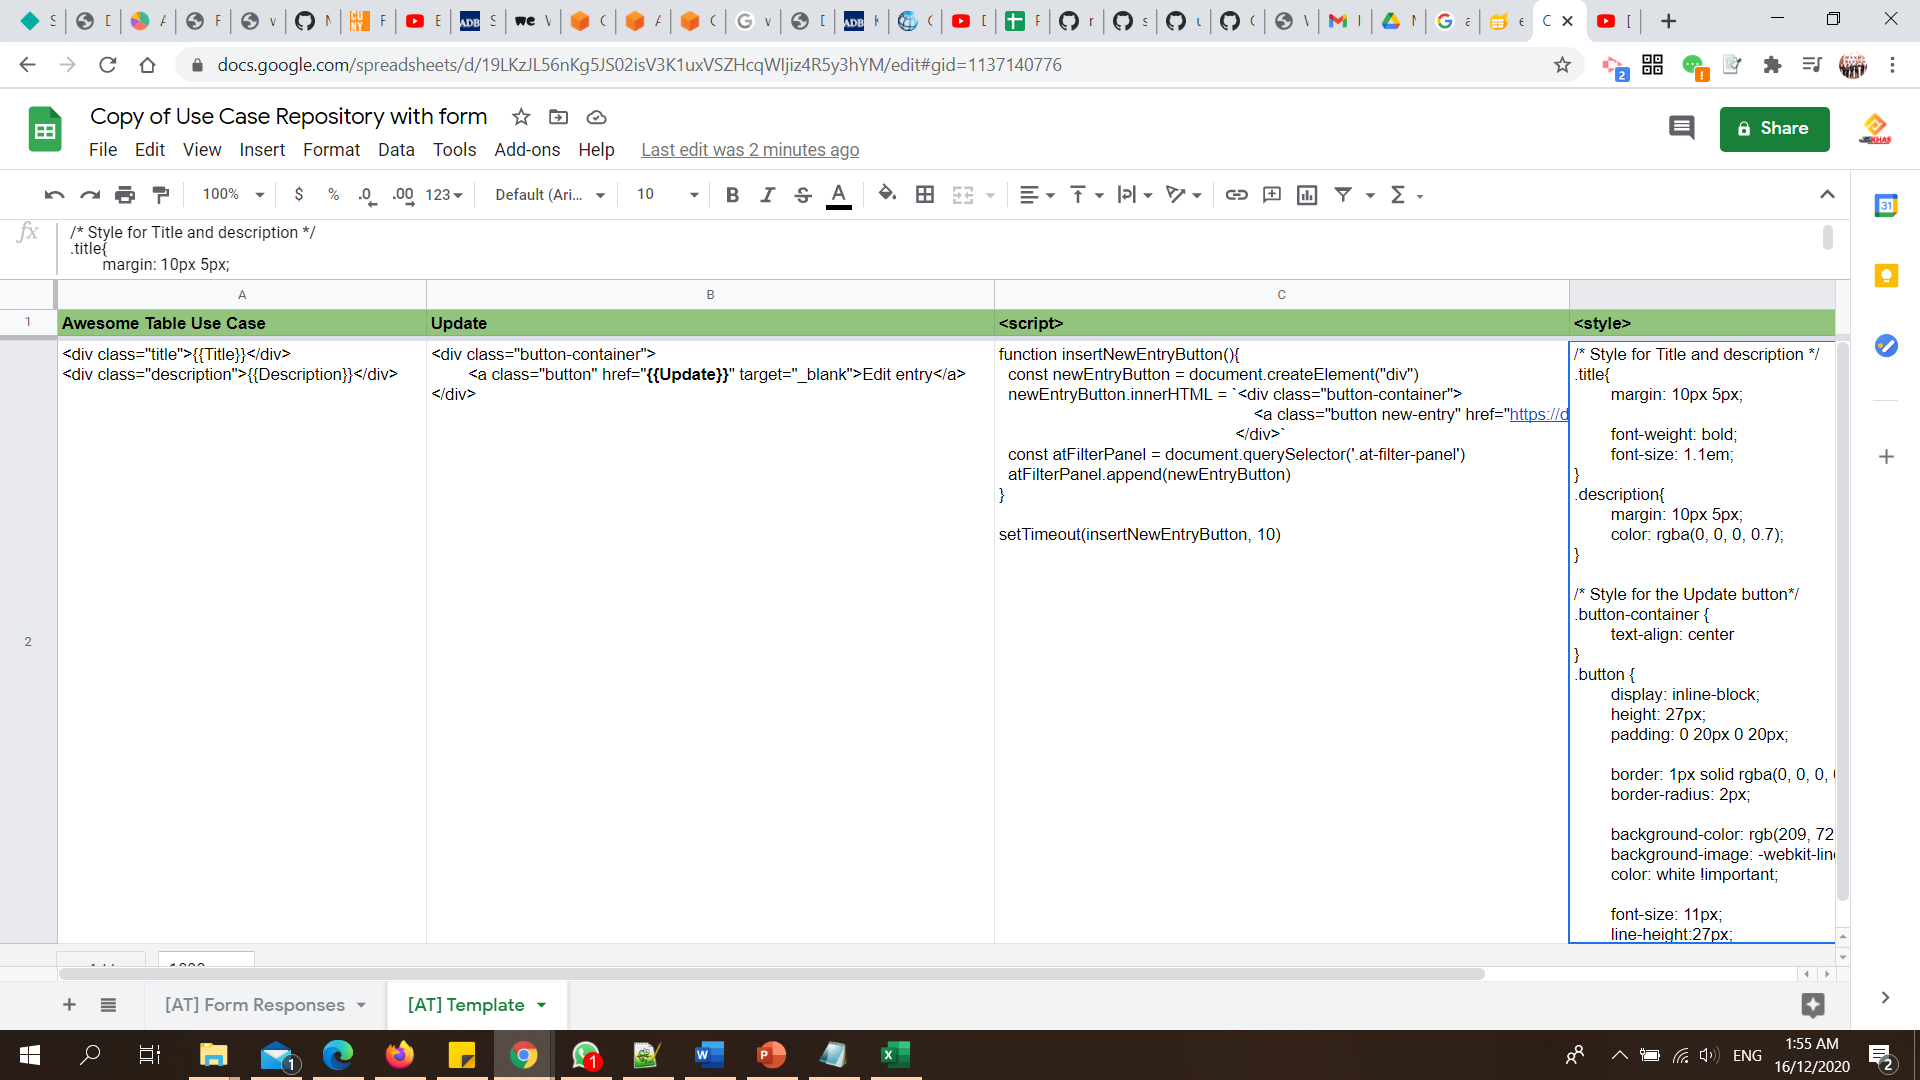 docs.google.com/spreadsheets/d/19LKzJL56nKg5JS02isV3K1uxVSZHcqWIjiz4R5y3hYM/edit#gid=1137140776
Copy of Use Case Repository with form
File Edit View Insert Format Data Tools Add-ons Help Last edit was 2 minutes ago
Share
100% $ % .0 .00 123 Default (Ari... 10
/* Style for Title and description */
.title{
margin: 10px 5px;
A B C
1 Awesome Table Use Case Update <script> <style>
2
<div class="title">{{Title}}</div>
<div class="description">{{Description}}</div>
<div class="button-container">
<a class="button" href="{{Update}}" target="_blank">Edit entry</a>
</div>
function insertNewEntryButton(){
const newEntryButton = document.createElement("div")
newEntryButton.innerHTML = `<div class="button-container">
<a class="button new-entry" href="https://d
</div>`
const atFilterPanel = document.querySelector('.at-filter-panel')
atFilterPanel.append(newEntryButton)
}
setTimeout(insertNewEntryButton, 10)
/* Style for Title and description */
.title{
margin: 10px 5px;
font-weight: bold;
font-size: 1.1em;
}
.description{
margin: 10px 5px;
color: rgba(0, 0, 0, 0.7);
}
/* Style for the Update button*/
.button-container {
text-align: center
}
.button {
display: inline-block;
height: 27px;
padding: 0 20px 0 20px;
border: 1px solid rgba(0, 0, 0,
border-radius: 2px;
background-color: rgb(209, 72
background-image: -webkit-lin
color: white !important;
font-size: 11px;
line-height:27px;
[AT] Form Responses [AT] Template
ENG
1:55 AM
16/12/2020